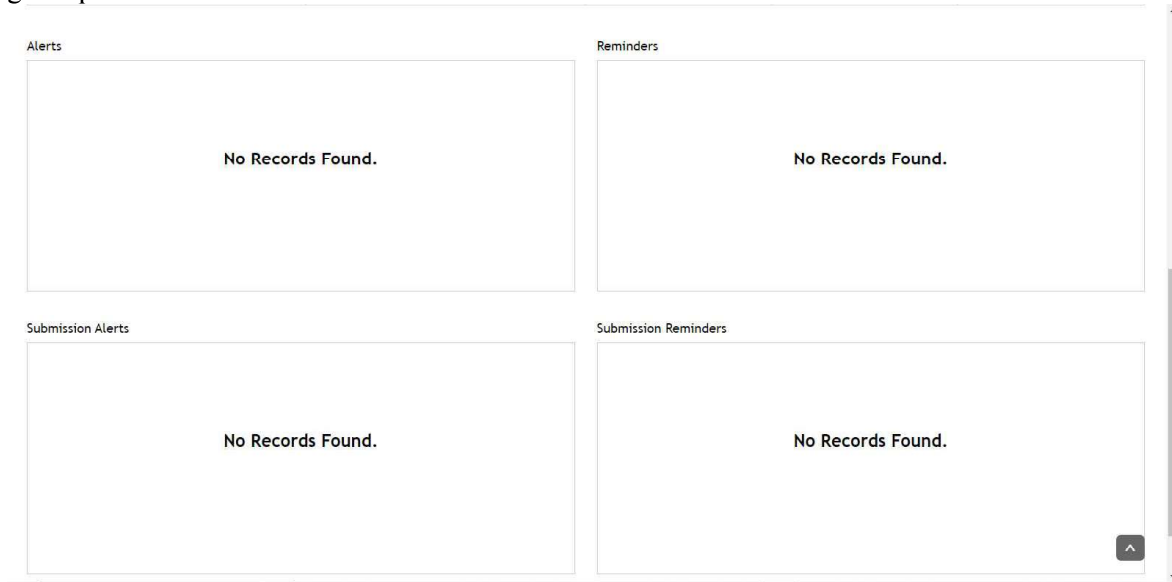 Alerts
Reminders
No Records Found.
No Records Found.
Submission Alerts
Submission Reminders
No Records Found.
No Records Found.